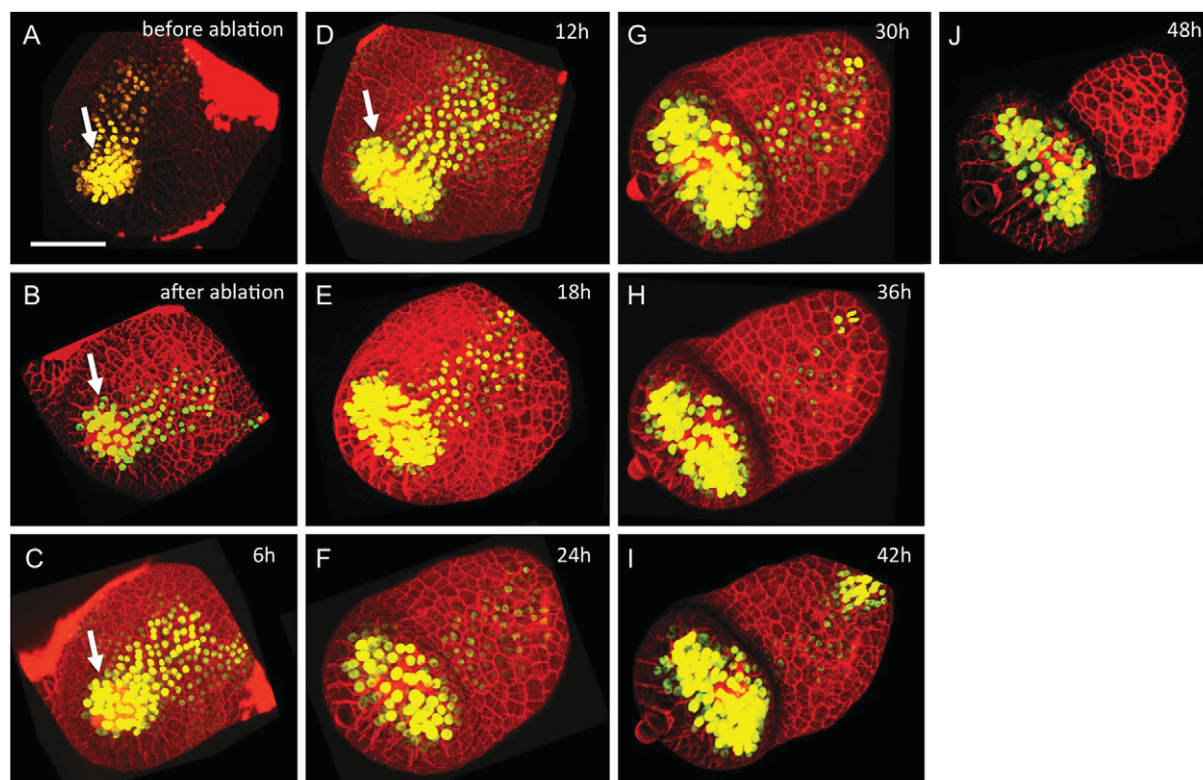 A before ablation
D 12h
G 30h
J 48h
B after ablation
E 18h
H 36h
C 6h
F 24h
I 42h